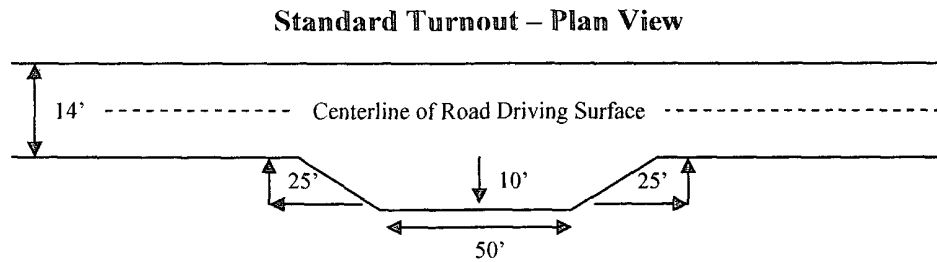 Standard Turnout – Plan View
14’
Centerline of Road Driving Surface
25’
10’
25’
50’